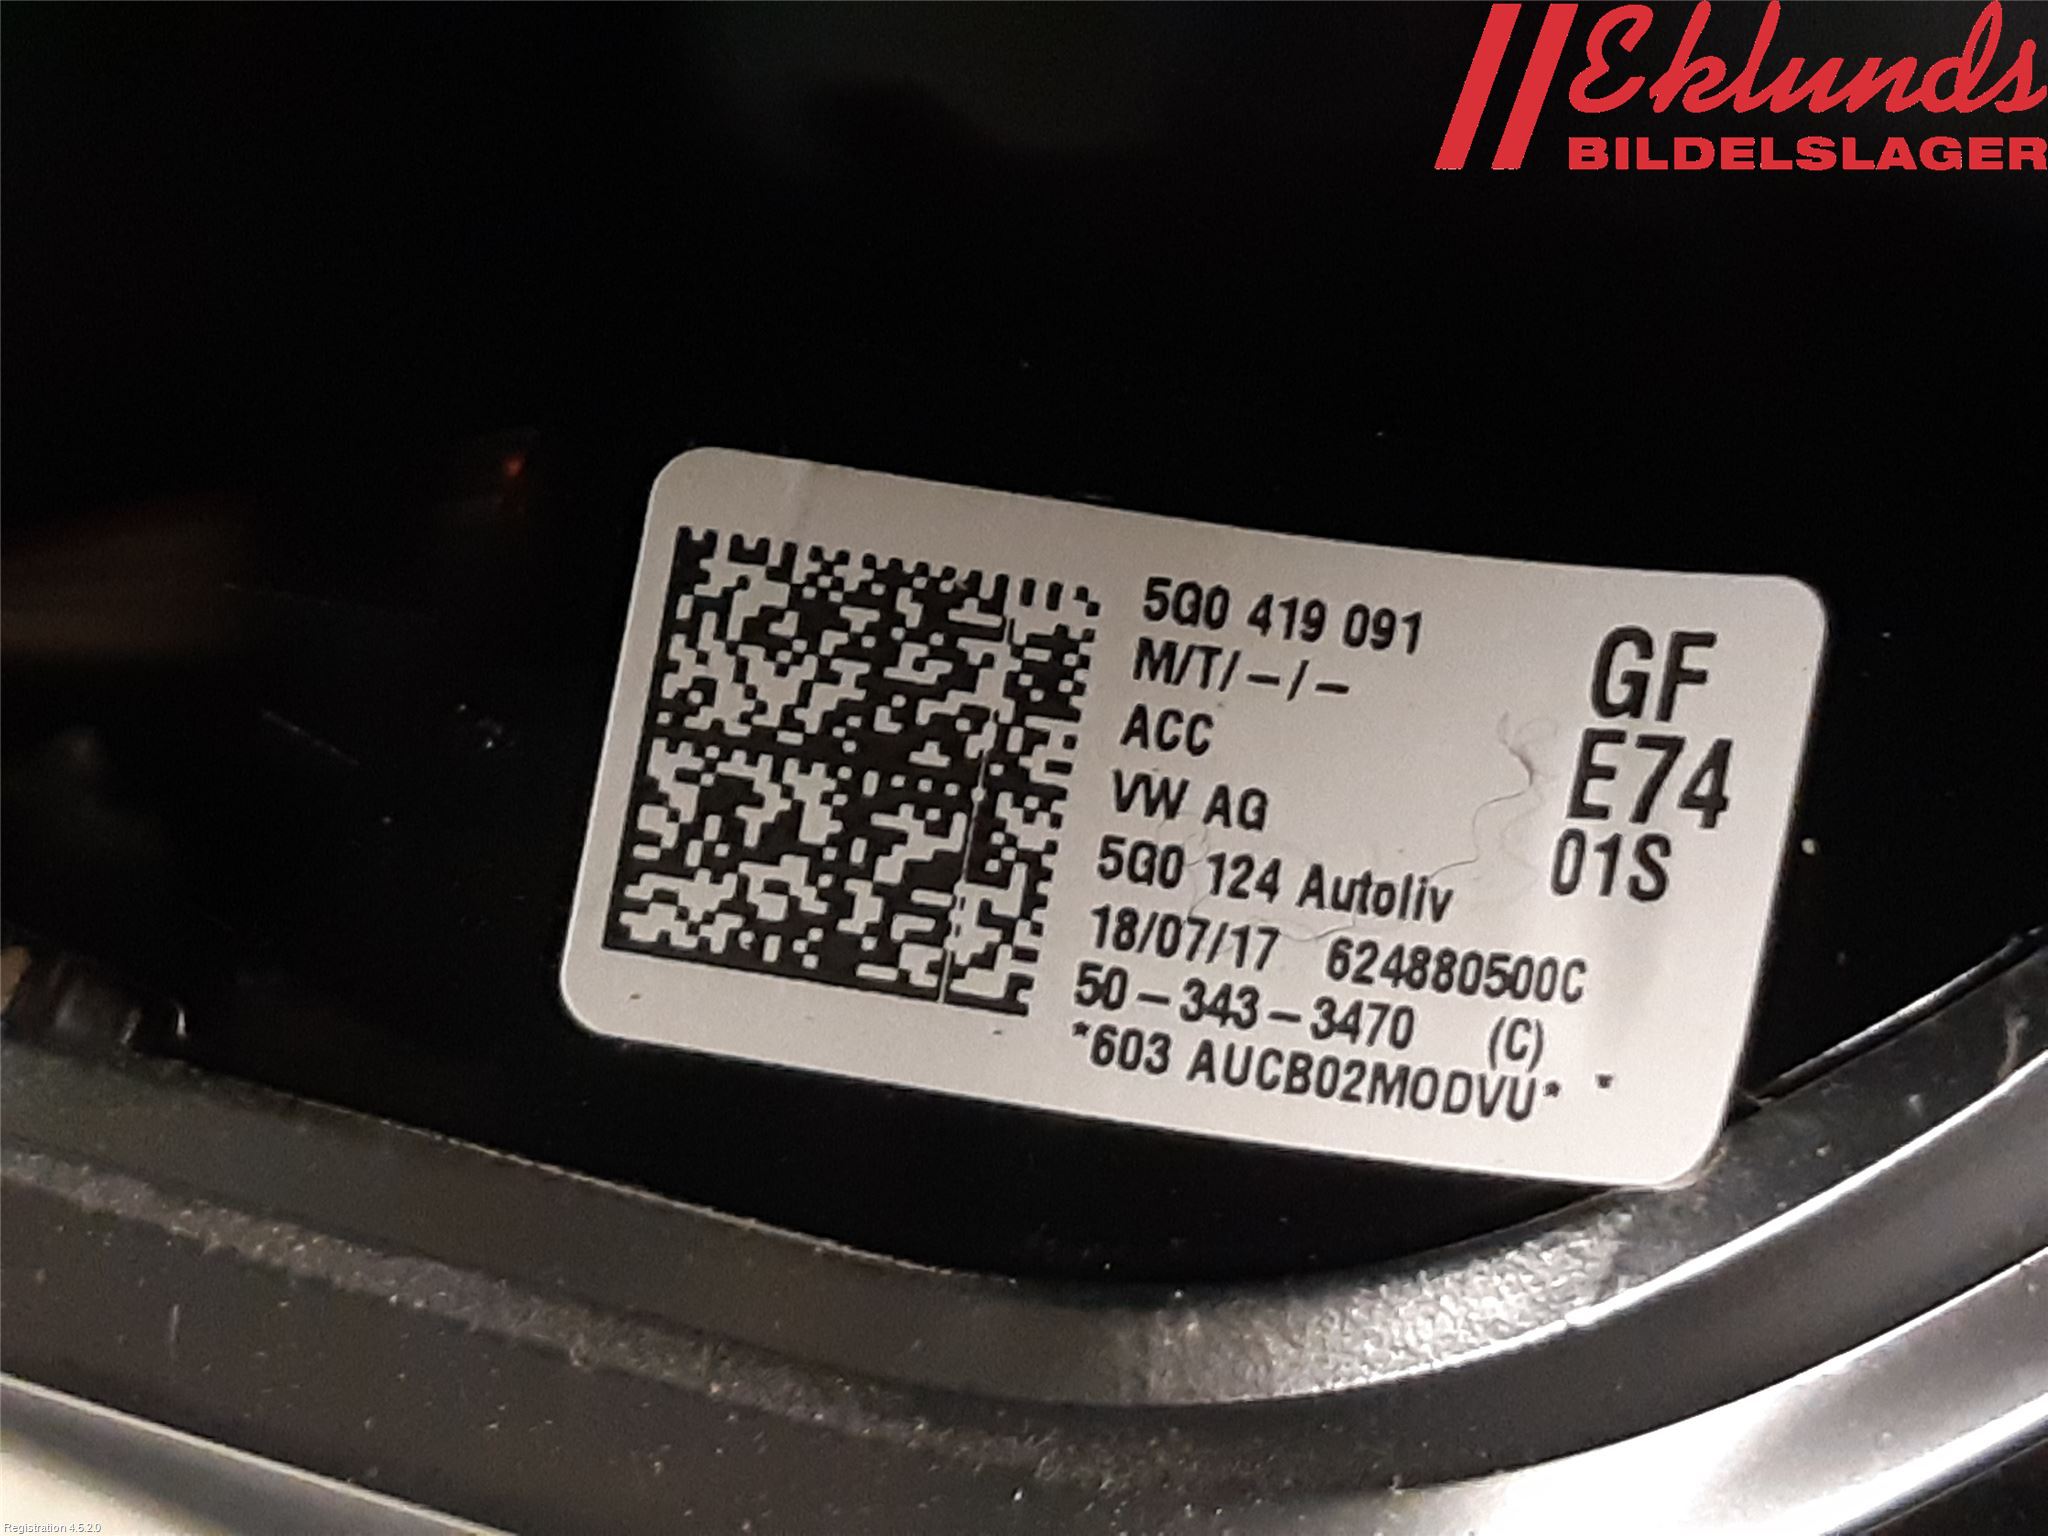 Eklunds
BILDELSLAGER
5G0 419 091
M/T/-/-
ACC
VW AG
5G0 124 Autoliv
18/07/17 624880500C
50-343-3470 (C)
*603 AUCB02M0DVU* *
GF
E74
01S
Registration 4.5.2.0